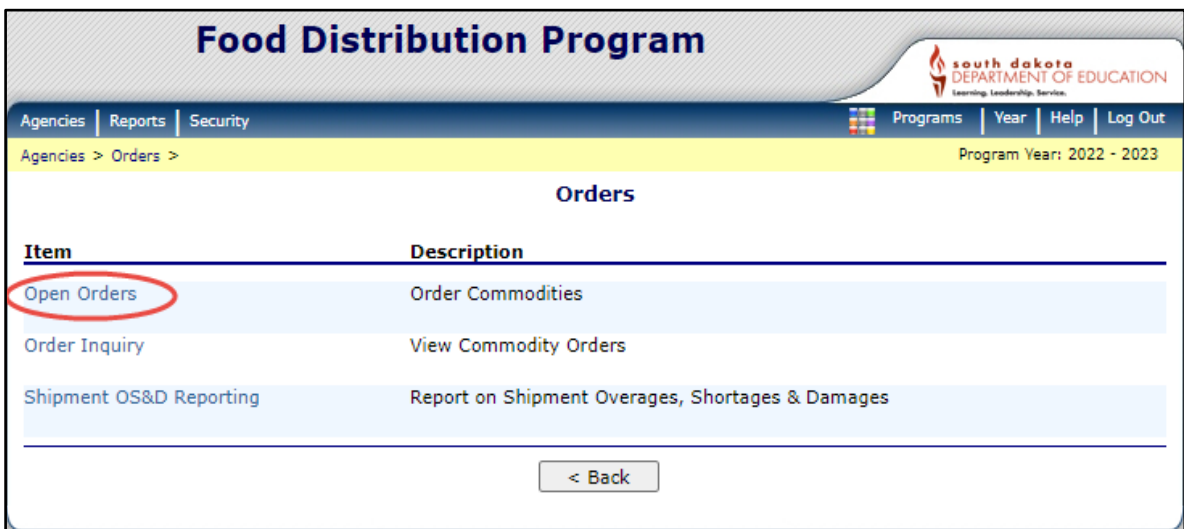 Food Distribution Program
south dakota
DEPARTMENT OF EDUCATION
Learning. Leadership. Service.
Agencies | Reports | Security Programs | Year | Help | Log Out
Agencies > Orders > Program Year: 2022 - 2023
Orders
Item Description
Open Orders Order Commodities
Order Inquiry View Commodity Orders
Shipment OS&D Reporting Report on Shipment Overages, Shortages & Damages
< Back